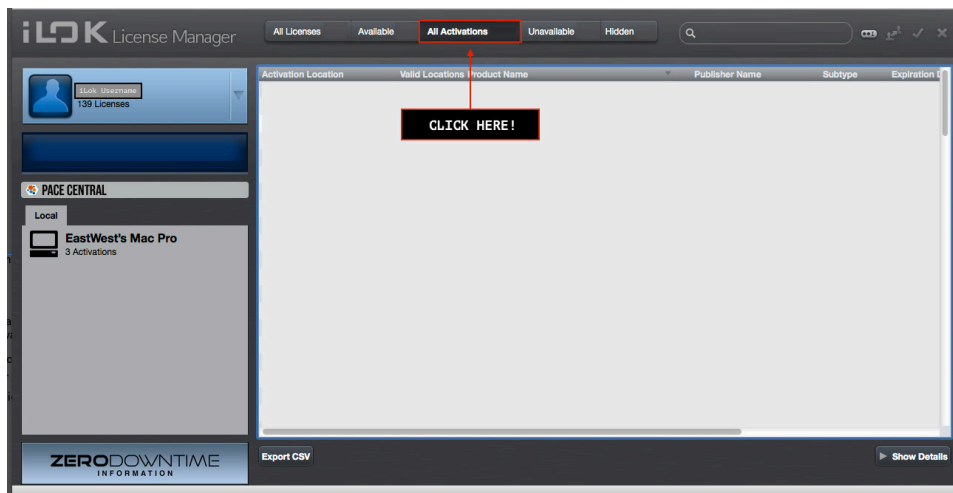 iLOK License Manager
All Licenses Available All Activations Unavailable Hidden
iLok Username
139 Licenses
Activation Location Valid Locations Product Name Publisher Name Subtype Expiration D
CLICK HERE!
PACE CENTRAL
Local
EastWest's Mac Pro
3 Activations
ZERODOWNTIME
INFORMATION
Export CSV
Show Details